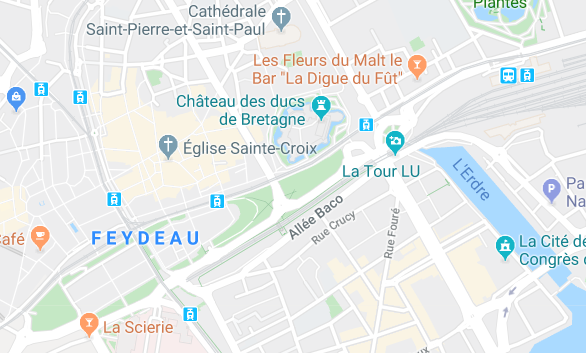 Cathédrale
Saint-Pierre-et-Saint-Paul
Plantes
Les Fleurs du Malt le
Bar "La Digue du Fût"
Château des ducs
de Bretagne
Église Sainte-Croix
La Tour LU
L'Erdre
P
Pa
Na
Allée Baco
Rue Crucy
Rue Fouré
Café
FEYDEAU
La Cité de
Congrès d
La Scierie